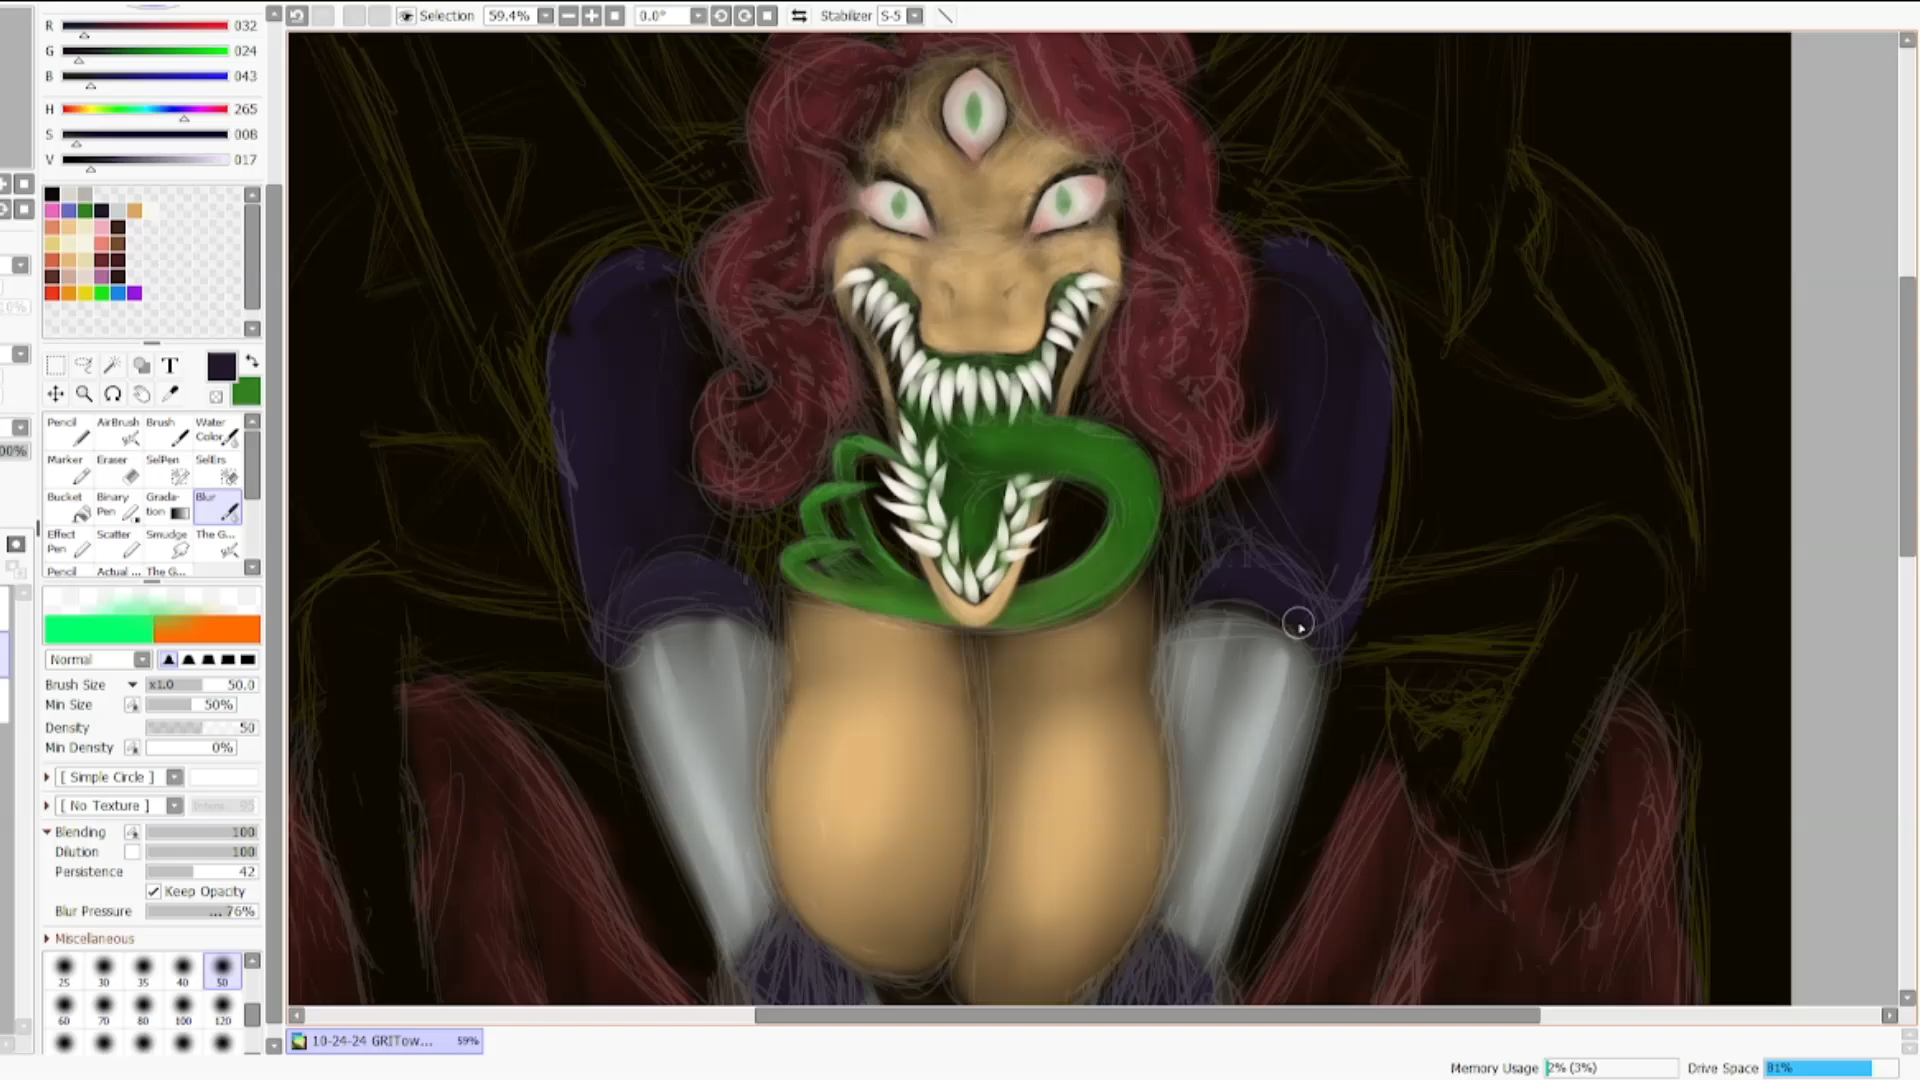 Selection 59.4% 0.0° Stabilizer S-5
R 032
G 024
B 043
H 265
S 008
V 017
T
Pencil AirBrush Brush Water Color
Marker Eraser SelPen SelErs
Bucket Binary Pen Grada-tion Blur
Effect Pen Scatter Smudge The G...
Pencil Actual ... The G...
00%
Normal
Brush Size x1.0 50.0
Min Size 50%
Density 50
Min Density 0%
[ Simple Circle ]
[ No Texture ] 95
Blending 100
Dilution 100
Persistence 42
Keep Opacity
Blur Pressure ... 76%
Miscellaneous
25 30 35 40 50
60 70 80 100 120
10-24-24 GRITow... 59%
Memory Usage 2% (3%) Drive Space 81%